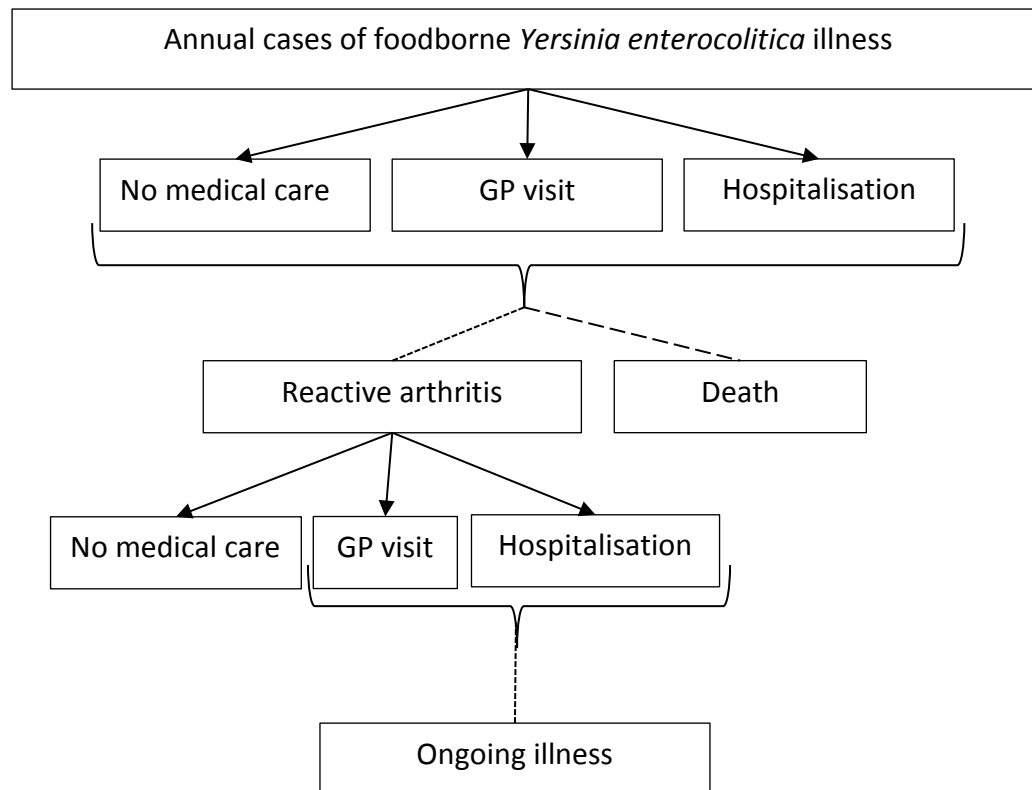 Annual cases of foodborne Yersinia enterocolitica illness
No medical care
GP visit
Hospitalisation
Reactive arthritis
Death
No medical care
GP visit
Hospitalisation
Ongoing illness